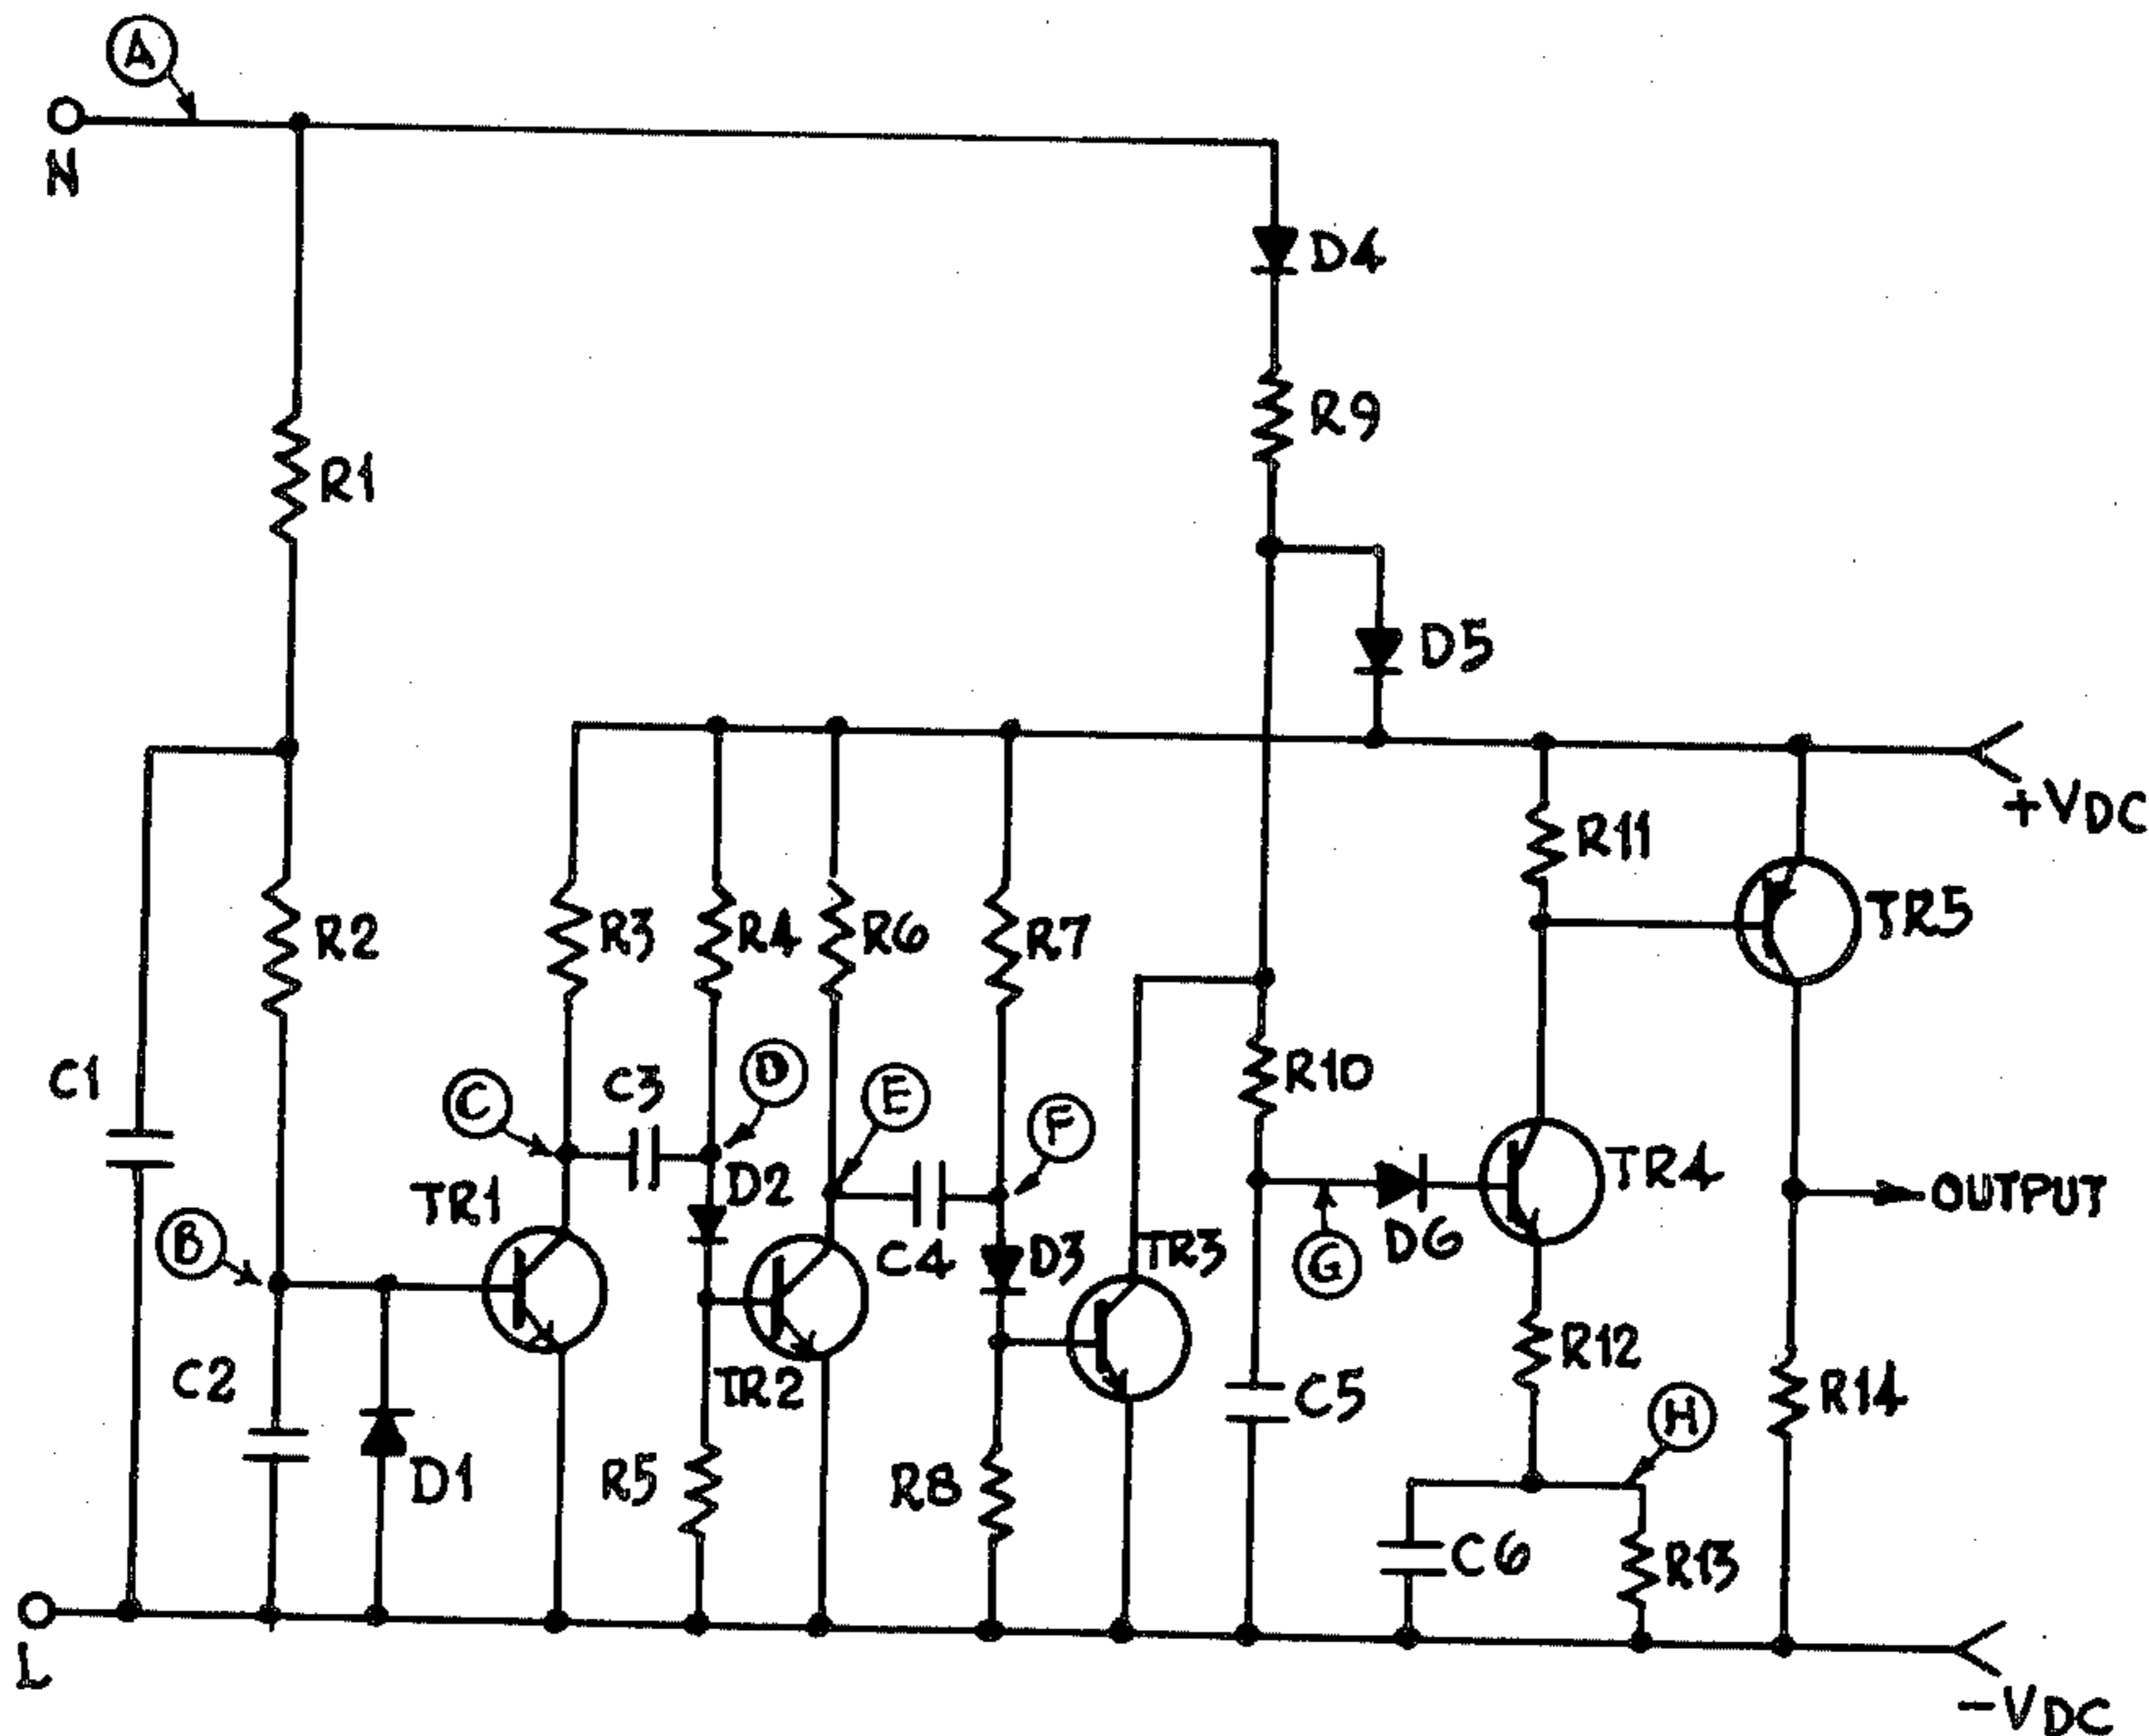 A
N
D4
R9
R1
D5
+VDC
R11
TR5
R2
R3
R4
R6
R7
C1
C3
D
E
R10
C
F
TR1
D2
TR4
OUTPUT
B
C4
D3
TR3
G
D6
C2
TR2
C5
R12
H
R14
D1
R5
R8
C6
R13
L
-VDC